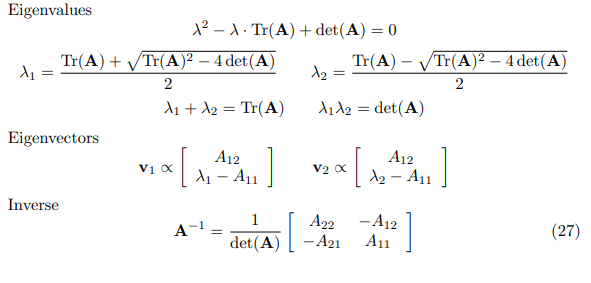 Eigenvalues
λ² − λ · Tr(A) + det(A) = 0
λ₁ = (Tr(A) + √(Tr(A)² − 4 det(A))) / 2    λ₂ = (Tr(A) − √(Tr(A)² − 4 det(A))) / 2
λ₁ + λ₂ = Tr(A)    λ₁λ₂ = det(A)
Eigenvectors
v₁ ∝ [ A₁₂ ; λ₁ − A₁₁ ]    v₂ ∝ [ A₁₂ ; λ₂ − A₁₁ ]
Inverse
A⁻¹ = 1 / det(A) [ A₂₂  −A₁₂ ; −A₂₁  A₁₁ ]    (27)